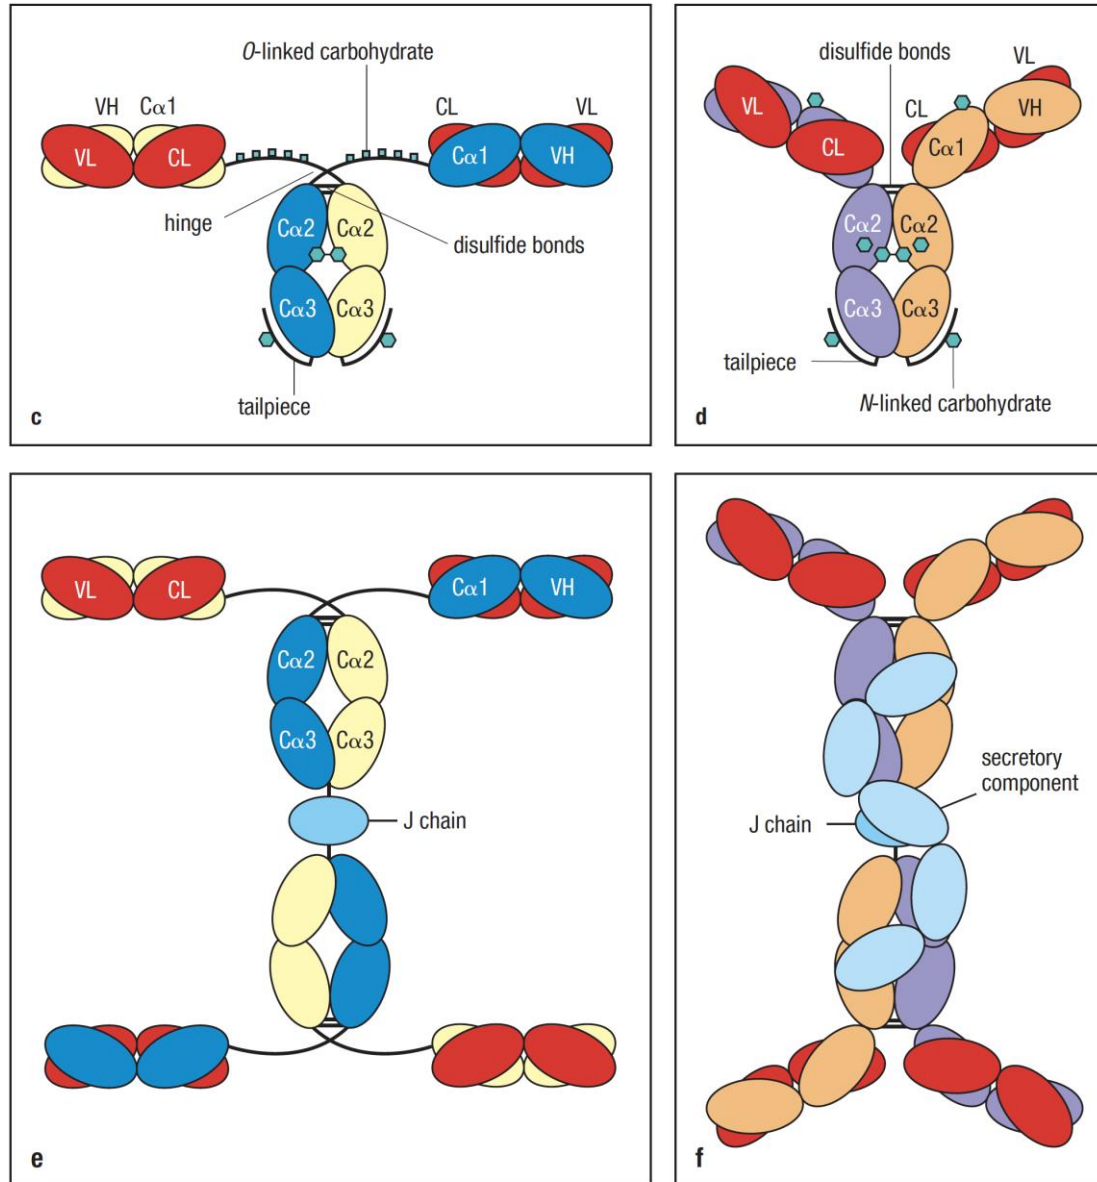 O-linked carbohydrate
VH
Cα1
CL
VL
VL
CL
Cα1
VH
hinge
Cα2
Cα2
disulfide bonds
Cα3
Cα3
tailpiece
c
disulfide bonds
VL
VL
CL
VH
CL
Cα1
Cα2
Cα2
Cα3
Cα3
tailpiece
N-linked carbohydrate
d
VL
CL
Cα1
VH
Cα2
Cα2
Cα3
Cα3
J chain
e
secretory
component
J chain
f